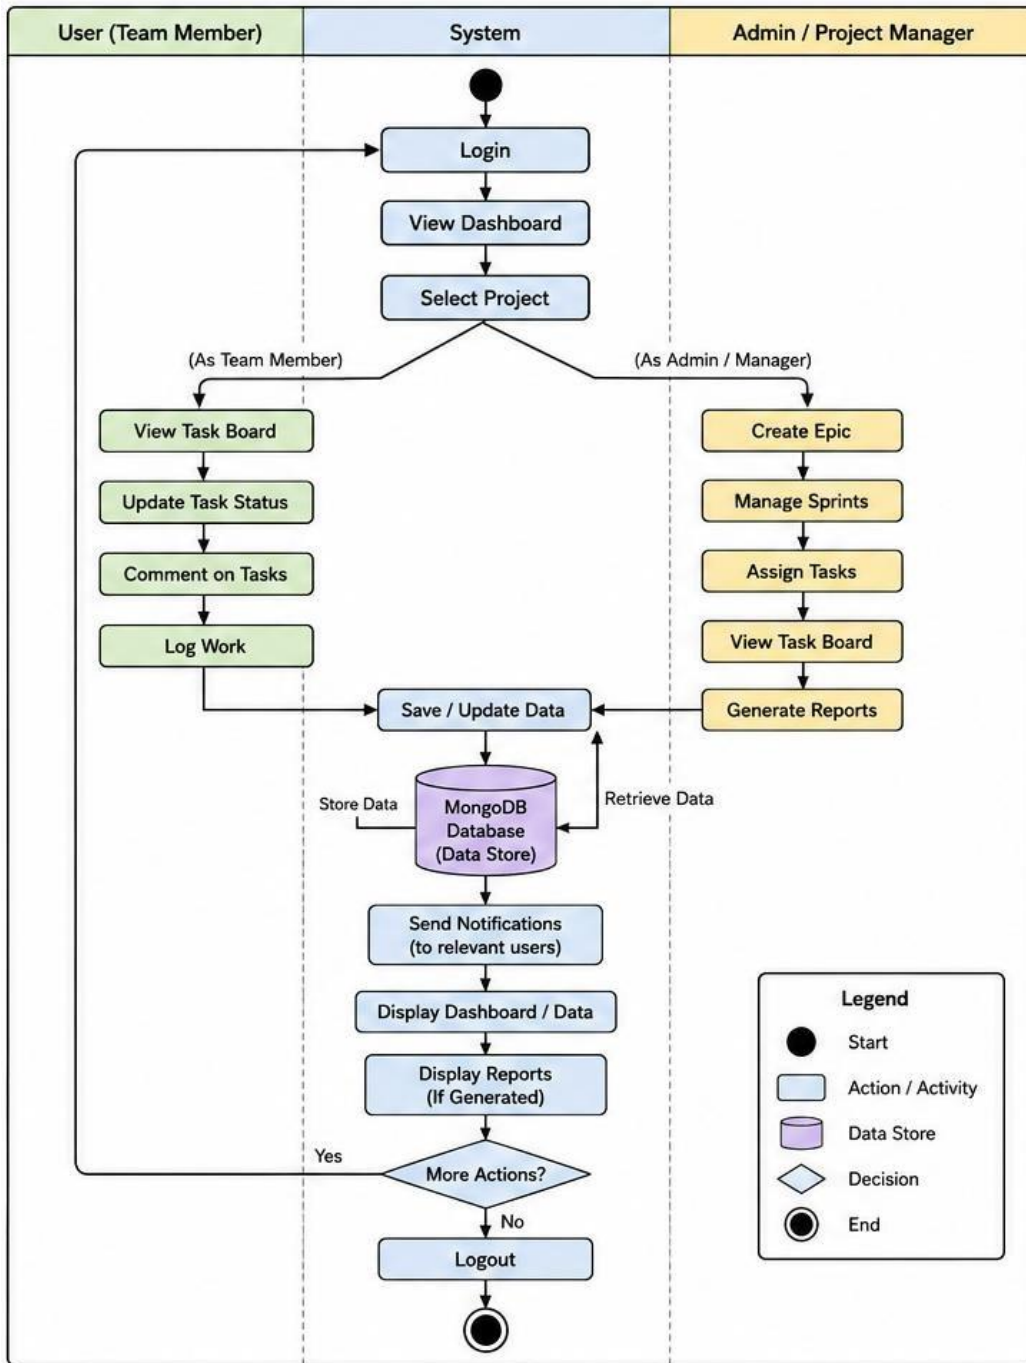 User (Team Member)
System
Admin / Project Manager
Login
View Dashboard
Select Project
(As Team Member)
(As Admin / Manager)
View Task Board
Create Epic
Update Task Status
Manage Sprints
Comment on Tasks
Assign Tasks
Log Work
View Task Board
Save / Update Data
Generate Reports
Store Data
MongoDB
Database
(Data Store)
Retrieve Data
Send Notifications
(to relevant users)
Display Dashboard / Data
Display Reports
(If Generated)
Yes
More Actions?
No
Logout
Legend
Start
Action / Activity
Data Store
Decision
End